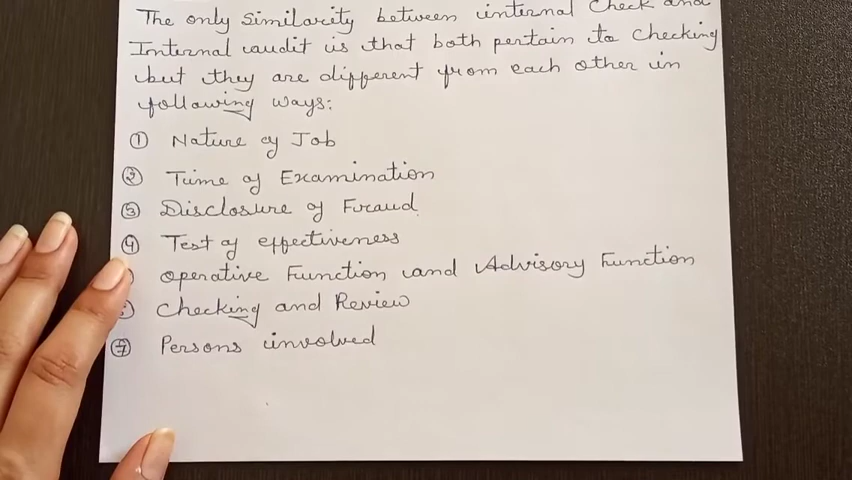 The only similarity between internal Check and
Internal audit is that both pertain to checking
but they are different from each other in
following ways:
① Nature of Job
② Time of Examination
③ Disclosure of Fraud
④ Test of effectiveness
operative Function and Advisory Function
checking and Review
⑦ Persons involved